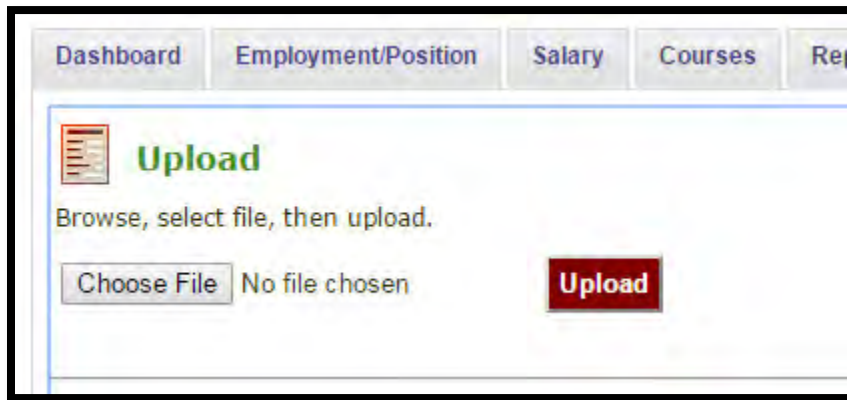 Dashboard Employment/Position Salary Courses
Upload
Browse, select file, then upload.
Choose File No file chosen Upload